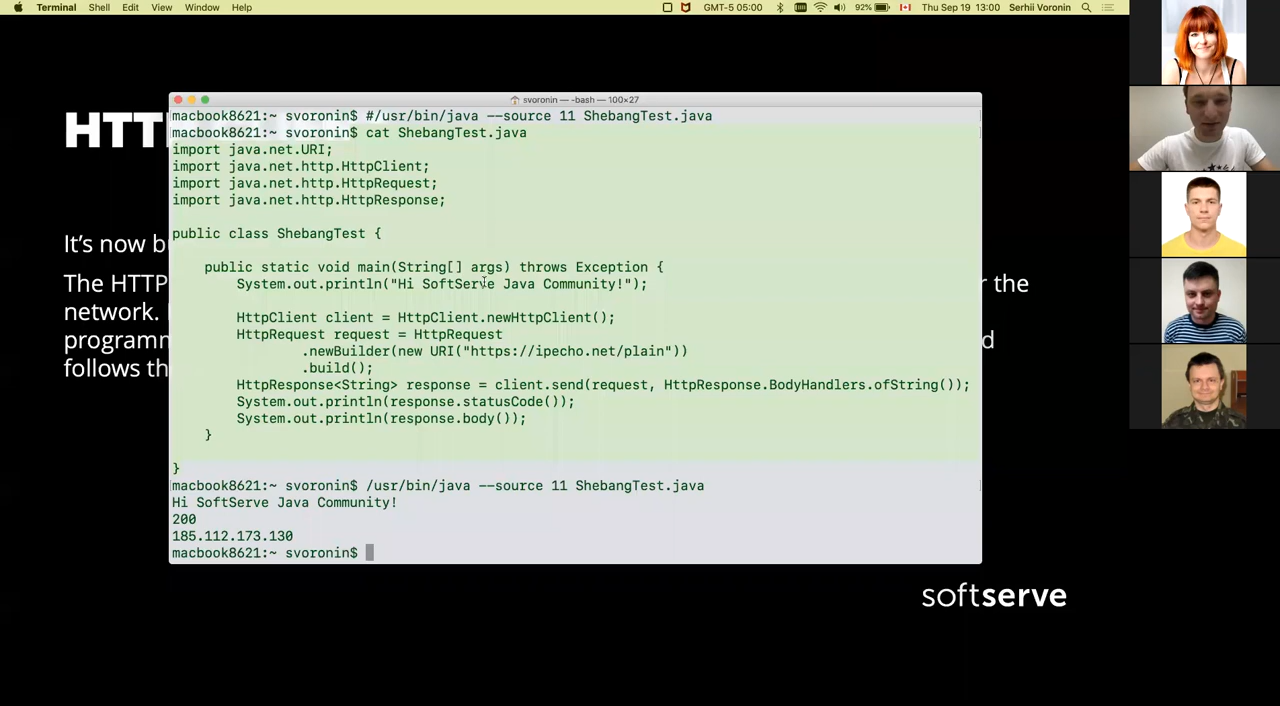 Terminal Shell Edit View Window Help GMT-5 05:00 92% Thu Sep 19 13:00 Serhii Voronin
svoronin — -bash — 100×27
macbook8621:~ svoronin$ #/usr/bin/java --source 11 ShebangTest.java
macbook8621:~ svoronin$ cat ShebangTest.java
import java.net.URI;
import java.net.http.HttpClient;
import java.net.http.HttpRequest;
import java.net.http.HttpResponse;
public class ShebangTest {
public static void main(String[] args) throws Exception {
System.out.println("Hi SoftServe Java Community!");
HttpClient client = HttpClient.newHttpClient();
HttpRequest request = HttpRequest
.newBuilder(new URI("https://ipecho.net/plain"))
.build();
HttpResponse<String> response = client.send(request, HttpResponse.BodyHandlers.ofString());
System.out.println(response.statusCode());
System.out.println(response.body());
}
}
macbook8621:~ svoronin$ /usr/bin/java --source 11 ShebangTest.java
Hi SoftServe Java Community!
200
185.112.173.130
macbook8621:~ svoronin$
It's now
The HTTP the
network.
follows
softserve